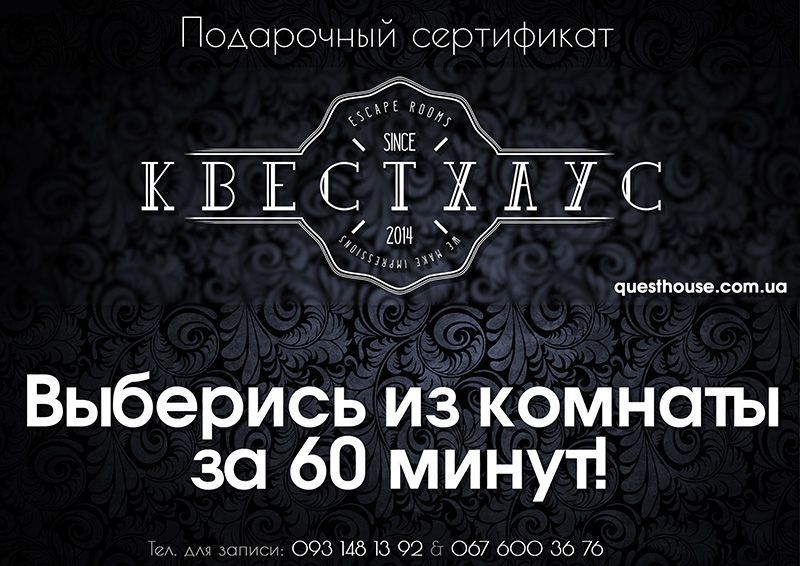 Подарочный сертификат
ESCAPE ROOMS
SINCE
КВЕСТХАУС
2014
WE MAKE IMPRESSIONS
questhouse.com.ua
Выберись из комнаты
за 60 минут!
Тел. для записи: 093 148 13 92 & 067 600 36 76